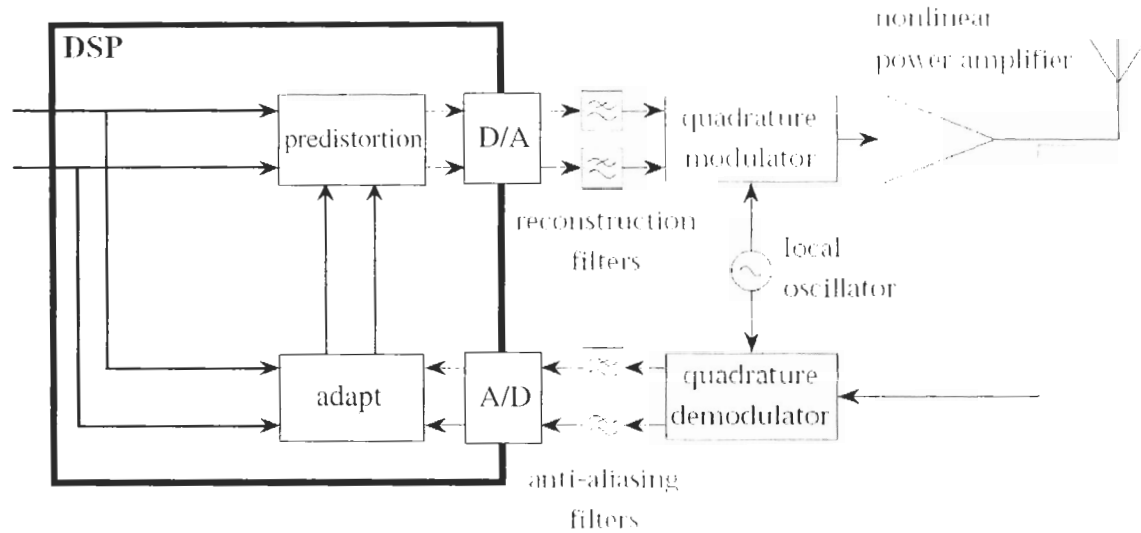 nonlinear
power amplifier
DSP
predistortion
D/A
quadrature
modulator
reconstruction
filters
local
oscillator
adapt
A/D
quadrature
demodulator
anti-aliasing
filters